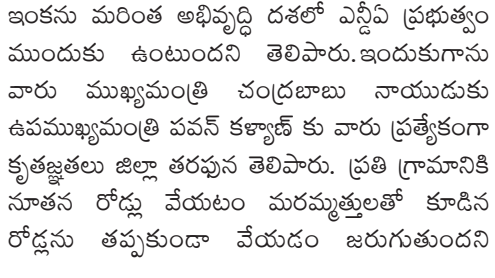 ఇంకను మరింత అభివృద్ధి దశలో ఎన్డీఏ ప్రభుత్వం
ముందుకు ఉంటుందని తెలిపారు.ఇందుకుగాను
వారు ముఖ్యమంత్రి చంద్రబాబు నాయుడుకు
ఉపముఖ్యమంత్రి పవన్ కళ్యాణ్ కు వారు ప్రత్యేకంగా
కృతజ్ఞతలు జిల్లా తరఫున తెలిపారు. ప్రతి గ్రామానికి
నూతన రోడ్లు వేయటం మరమ్మత్తులతో కూడిన
రోడ్లను తప్పకుండా వేయడం జరుగుతుందని